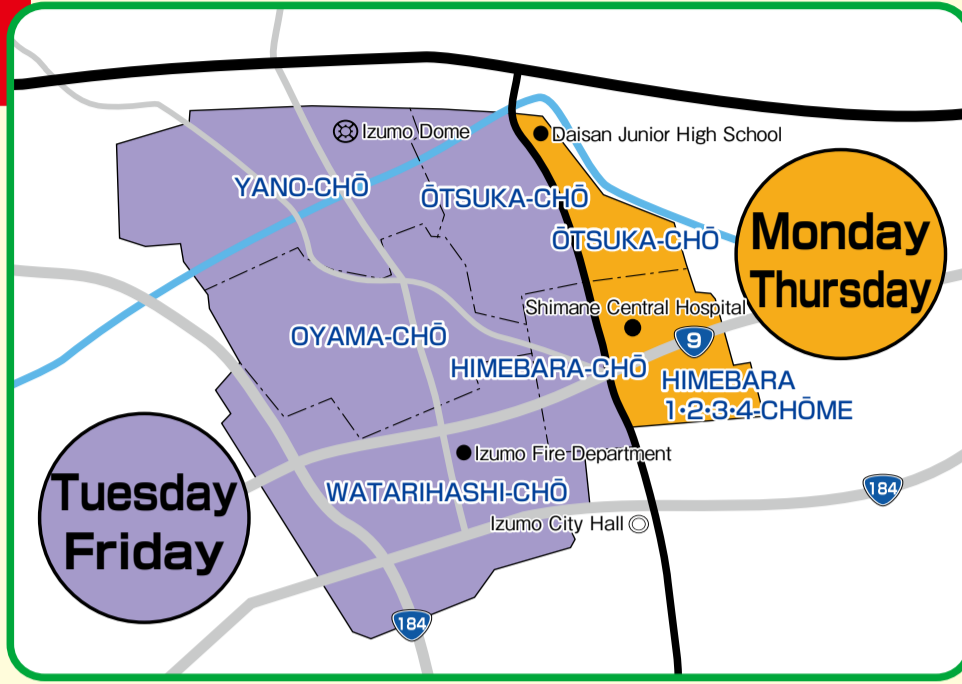 Izumo Dome
Daisan Junior High School
YANO-CHŌ
ŌTSUKA-CHŌ
ŌTSUKA-CHŌ
Monday
Thursday
Shimane Central Hospital
OYAMA-CHŌ
9
HIMEBARA-CHŌ
HIMEBARA
1•2•3•4-CHŌME
Izumo Fire Department
Tuesday
Friday
WATARIHASHI-CHŌ
184
Izumo City Hall
184